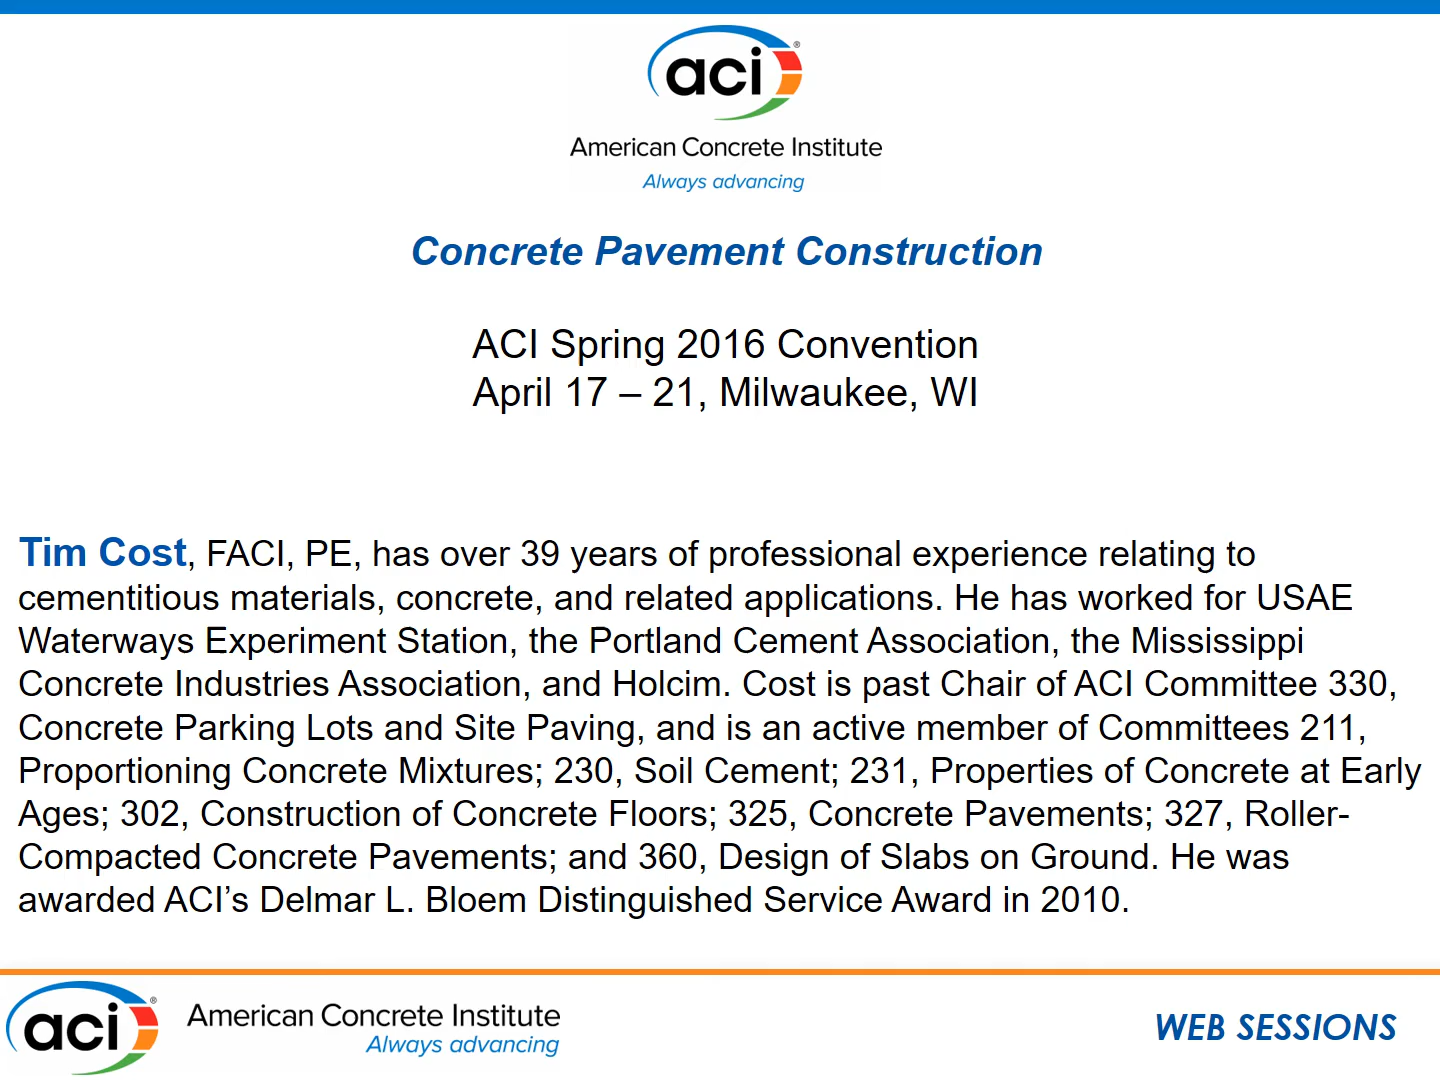 aci®
American Concrete Institute
Always advancing
Concrete Pavement Construction
ACI Spring 2016 Convention
April 17 – 21, Milwaukee, WI
Tim Cost, FACI, PE, has over 39 years of professional experience relating to
cementitious materials, concrete, and related applications. He has worked for USAE
Waterways Experiment Station, the Portland Cement Association, the Mississippi
Concrete Industries Association, and Holcim. Cost is past Chair of ACI Committee 330,
Concrete Parking Lots and Site Paving, and is an active member of Committees 211,
Proportioning Concrete Mixtures; 230, Soil Cement; 231, Properties of Concrete at Early
Ages; 302, Construction of Concrete Floors; 325, Concrete Pavements; 327, Roller-
Compacted Concrete Pavements; and 360, Design of Slabs on Ground. He was
awarded ACI’s Delmar L. Bloem Distinguished Service Award in 2010.
aci®
American Concrete Institute
Always advancing
WEB SESSIONS